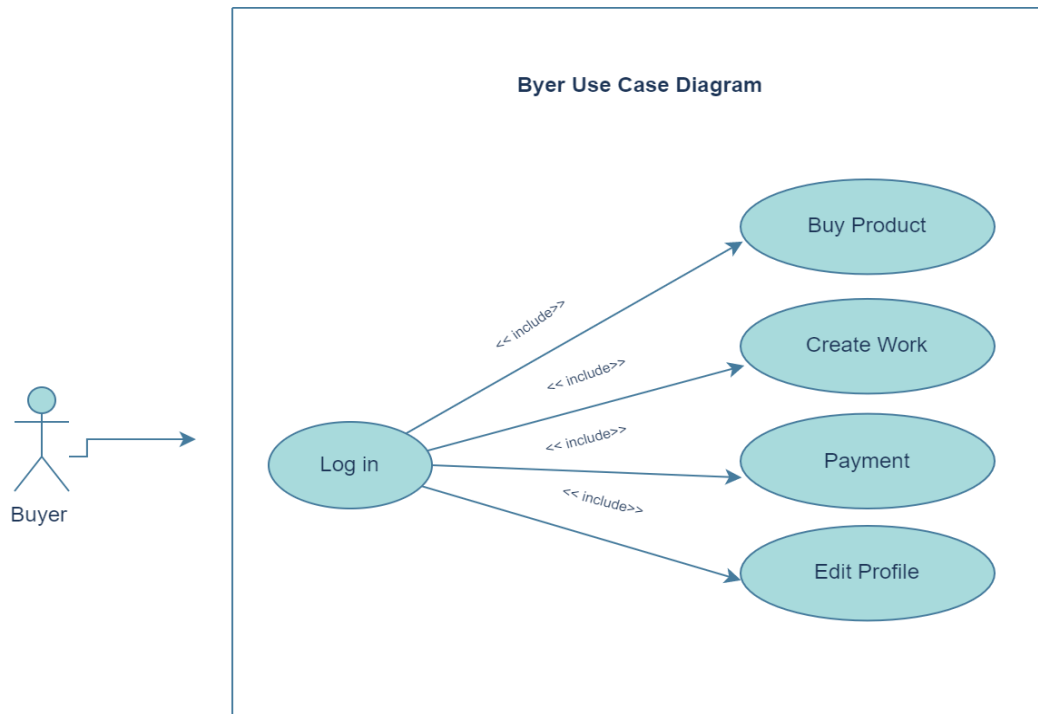 Byer Use Case Diagram
Buy Product
<< include>>
Create Work
<< include>>
<< include>>
Payment
Log in
<< include>>
Buyer
Edit Profile